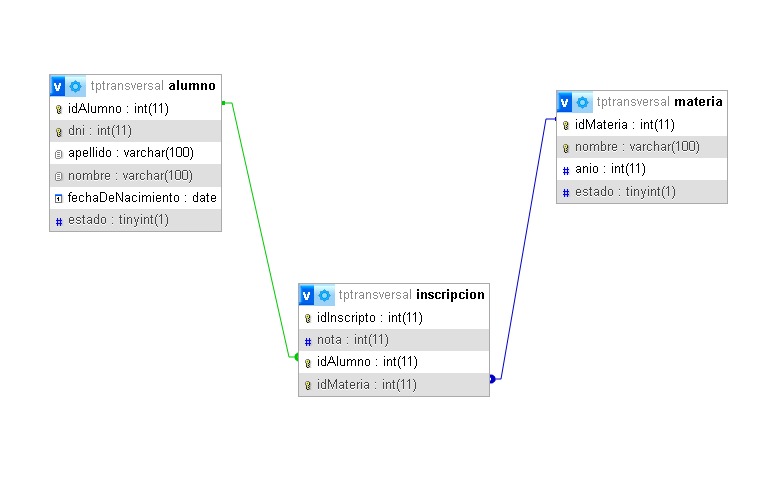 v tptransversal alumno
idAlumno : int(11)
dni : int(11)
apellido : varchar(100)
nombre : varchar(100)
fechaDeNacimiento : date
# estado : tinyint(1)
v tptransversal materia
idMateria : int(11)
nombre : varchar(100)
# anio : int(11)
# estado : tinyint(1)
v tptransversal inscripcion
idInscripto : int(11)
# nota : int(11)
idAlumno : int(11)
idMateria : int(11)